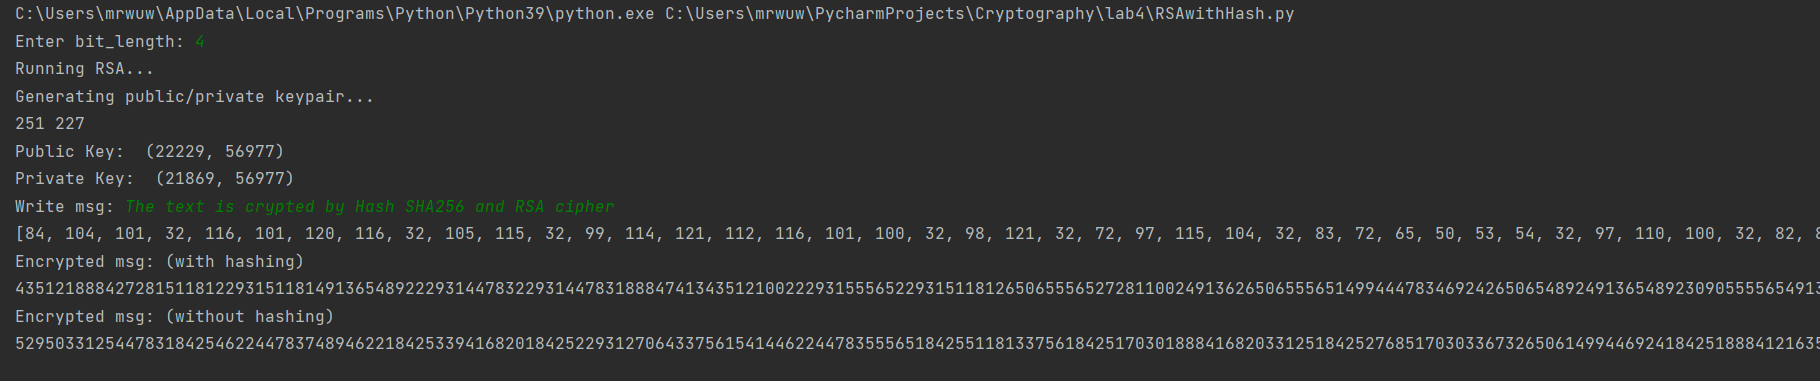 C:\Users\mrwuw\AppData\Local\Programs\Python\Python39\python.exe C:\Users\mrwuw\PycharmProjects\Cryptography\lab4\RSAwithHash.py
Enter bit_length: 4
Running RSA...
Generating public/private keypair...
251 227
Public Key:  (22229, 56977)
Private Key:  (21869, 56977)
Write msg: The text is crypted by Hash SHA256 and RSA cipher
[84, 104, 101, 32, 116, 101, 120, 116, 32, 105, 115, 32, 99, 114, 121, 112, 116, 101, 100, 32, 98, 121, 32, 72, 97, 115, 104, 32, 83, 72, 65, 50, 53, 54, 32, 97, 110, 100, 32, 82,
Encrypted msg: (with hashing)
4351218884272815118122931511814913654892229314478322931447831888474134351210022293155565229315118126506555652728110024913626506555651499444783469242650654892491365489230905555654913
Encrypted msg: (without hashing)
5295033125447831842546224478374894622184253394168201842522931270643375615414462244783555651842551181337561842517030188841682033125184252768517030336732650614994469241842518884121635